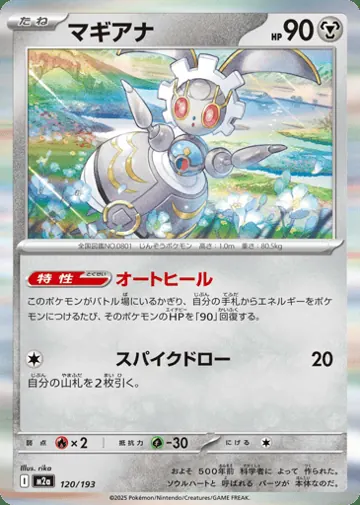 たね
マギアナ
HP 90
全国図鑑NO.0801 じんぞうポケモン 高さ:1.0m 重さ:80.5kg
特性 オートヒール
このポケモンがバトル場にいるかぎり、自分の手札からエネルギーをポケ
モンにつけるたび、そのポケモンのHPを「90」回復する。
スパイクドロー 20
自分の山札を2枚引く。
弱点 ×2 抵抗力 -30 にげる
Illus. rika
I m2a 120/193
およそ 500年前 科学者に よって 作られた。
ソウルハートと 呼ばれる パーツが 本体なのだ。
©2025 Pokémon/Nintendo/Creatures/GAME FREAK.